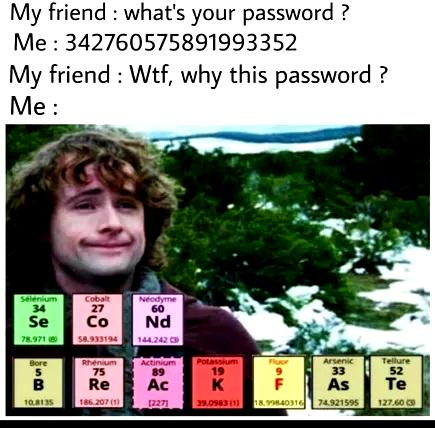 My friend : what's your password ?
Me : 342760575891993352
My friend : Wtf, why this password ?
Me :
Sélénium Cobalt Néodyme
34 27 60
Se Co Nd
78.971 (8) 58,933194 144.242 (3)
Bore Rhénium Actinium Potassium Fluor Arsenic Tellure
5 75 89 19 9 33 52
B Re Ac K F As Te
10,8135 186.207 (1) [227] 39,0983 (1) 18,99840316 74,921595 127,60 (3)